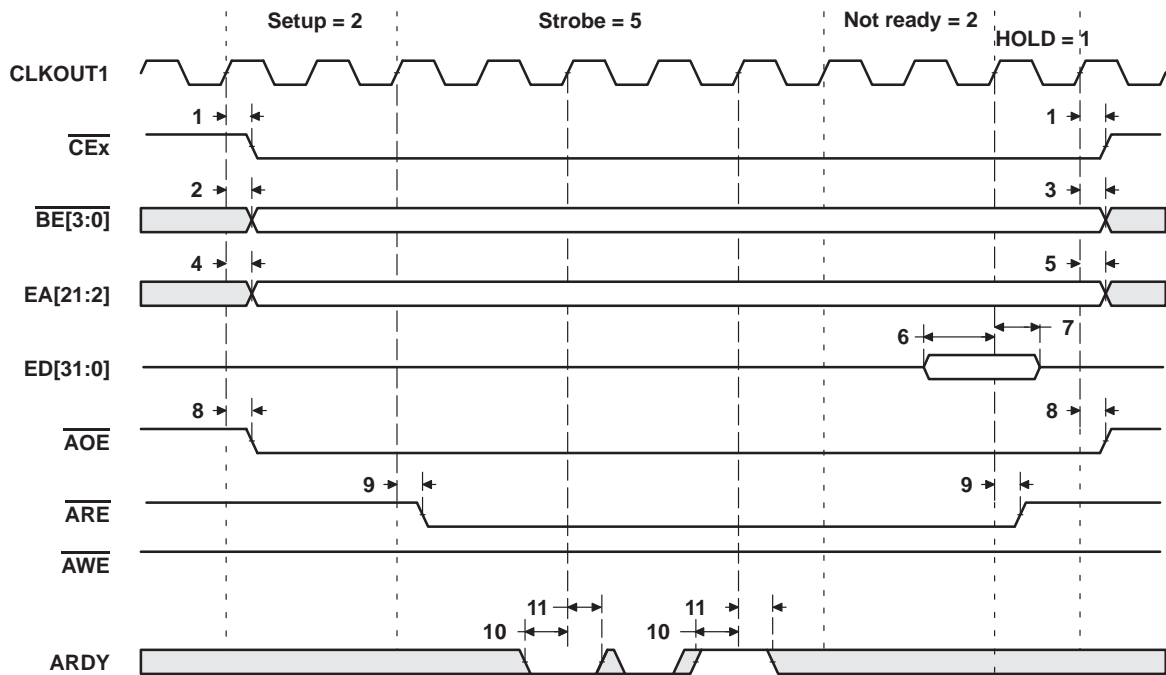 Setup = 2
Strobe = 5
Not ready = 2
HOLD = 1
CLKOUT1
1
1
CEx
2
3
BE[3:0]
4
5
EA[21:2]
6
7
ED[31:0]
8
8
AOE
9
9
ARE
AWE
11
11
10
10
ARDY